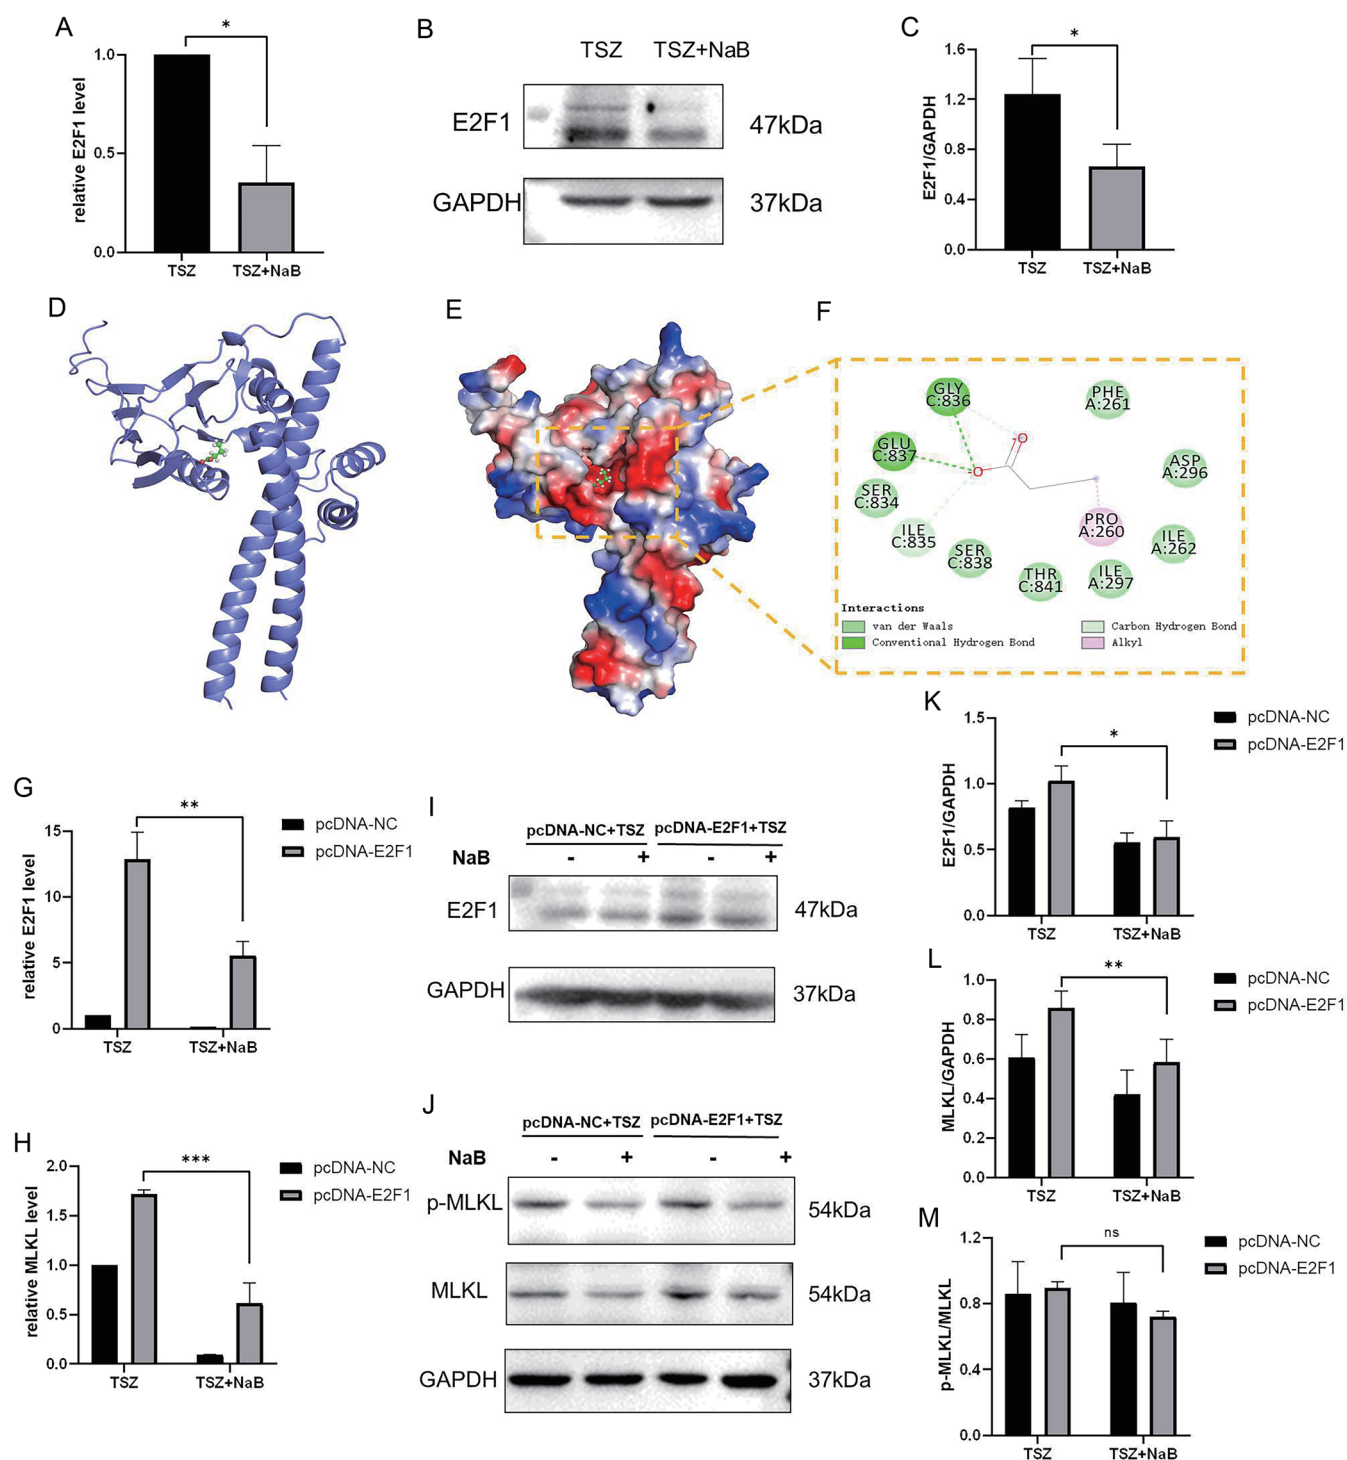 A
*
relative E2F1 level
1.0
0.5
0.0
TSZ
TSZ+NaB
B
TSZ TSZ+NaB
E2F1
47kDa
GAPDH
37kDa
C
*
E2F1/GAPDH
1.6
1.2
0.8
0.4
0.0
TSZ
TSZ+NaB
D
E
F
GLY
C:836
PHE
A:261
GLU
C:837
ASP
A:296
SER
C:834
ILE
C:835
PRO
A:260
ILE
A:262
SER
C:838
THR
C:841
ILE
A:297
O
O
Interactions
van der Waals
Conventional Hydrogen Bond
Carbon Hydrogen Bond
Alkyl
G
**
pcDNA-NC
pcDNA-E2F1
relative E2F1 level
15
10
5
0
TSZ
TSZ+NaB
H
***
pcDNA-NC
pcDNA-E2F1
relative MLKL level
2.0
1.5
1.0
0.5
0.0
TSZ
TSZ+NaB
I
pcDNA-NC+TSZ pcDNA-E2F1+TSZ
NaB - + - +
E2F1
47kDa
GAPDH
37kDa
J
pcDNA-NC+TSZ pcDNA-E2F1+TSZ
NaB - + - +
p-MLKL
54kDa
MLKL
54kDa
GAPDH
37kDa
K
*
pcDNA-NC
pcDNA-E2F1
E2F1/GAPDH
1.5
1.0
0.5
0.0
TSZ
TSZ+NaB
L
**
pcDNA-NC
pcDNA-E2F1
MLKL/GAPDH
1.0
0.8
0.6
0.4
0.2
0.0
TSZ
TSZ+NaB
M
ns
pcDNA-NC
pcDNA-E2F1
p-MLKL/MLKL
1.2
0.8
0.4
0.0
TSZ
TSZ+NaB